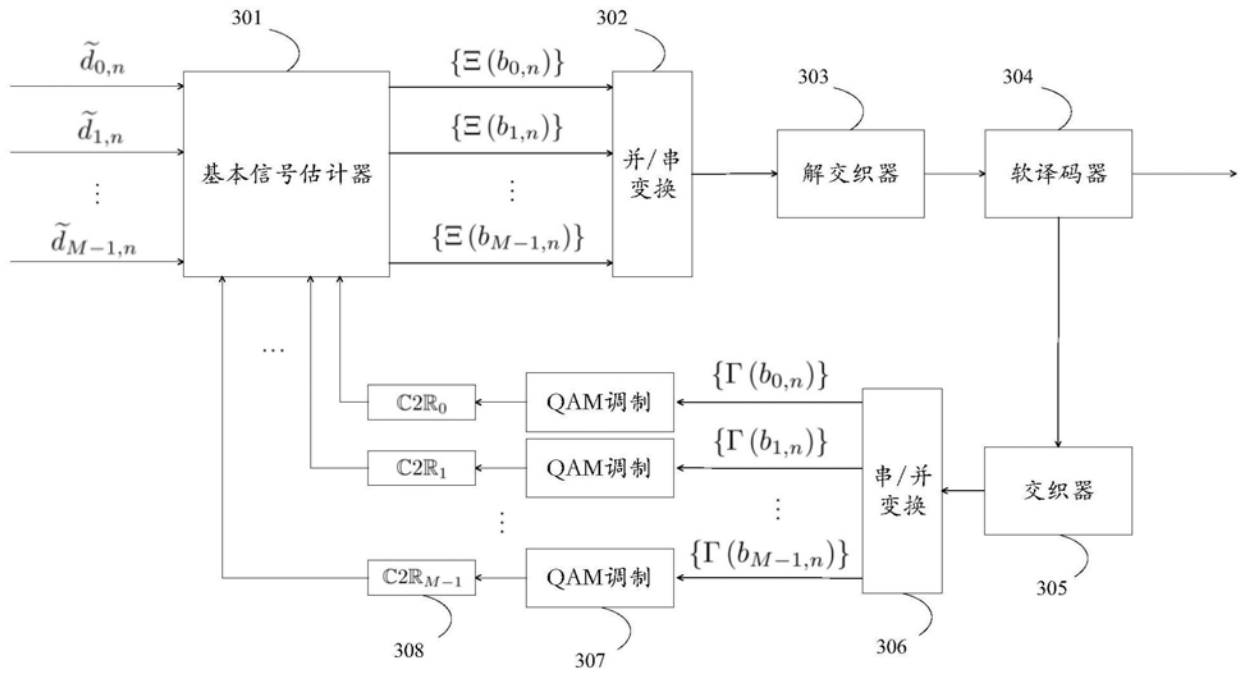 301
302
303
304
d̃₀,ₙ
{Ξ (b₀,ₙ)}
d̃₁,ₙ
{Ξ (b₁,ₙ)}
⋮
基本信号估计器
⋮
并/串
变换
解交织器
软译码器
d̃_{M−1,n}
{Ξ (b_{M−1,n})}
…
ℂ2ℝ₀
QAM调制
{Γ (b₀,ₙ)}
ℂ2ℝ₁
QAM调制
{Γ (b₁,ₙ)}
串/并
变换
交织器
⋮
⋮
ℂ2ℝ_{M−1}
QAM调制
{Γ (b_{M−1,n})}
305
306
307
308